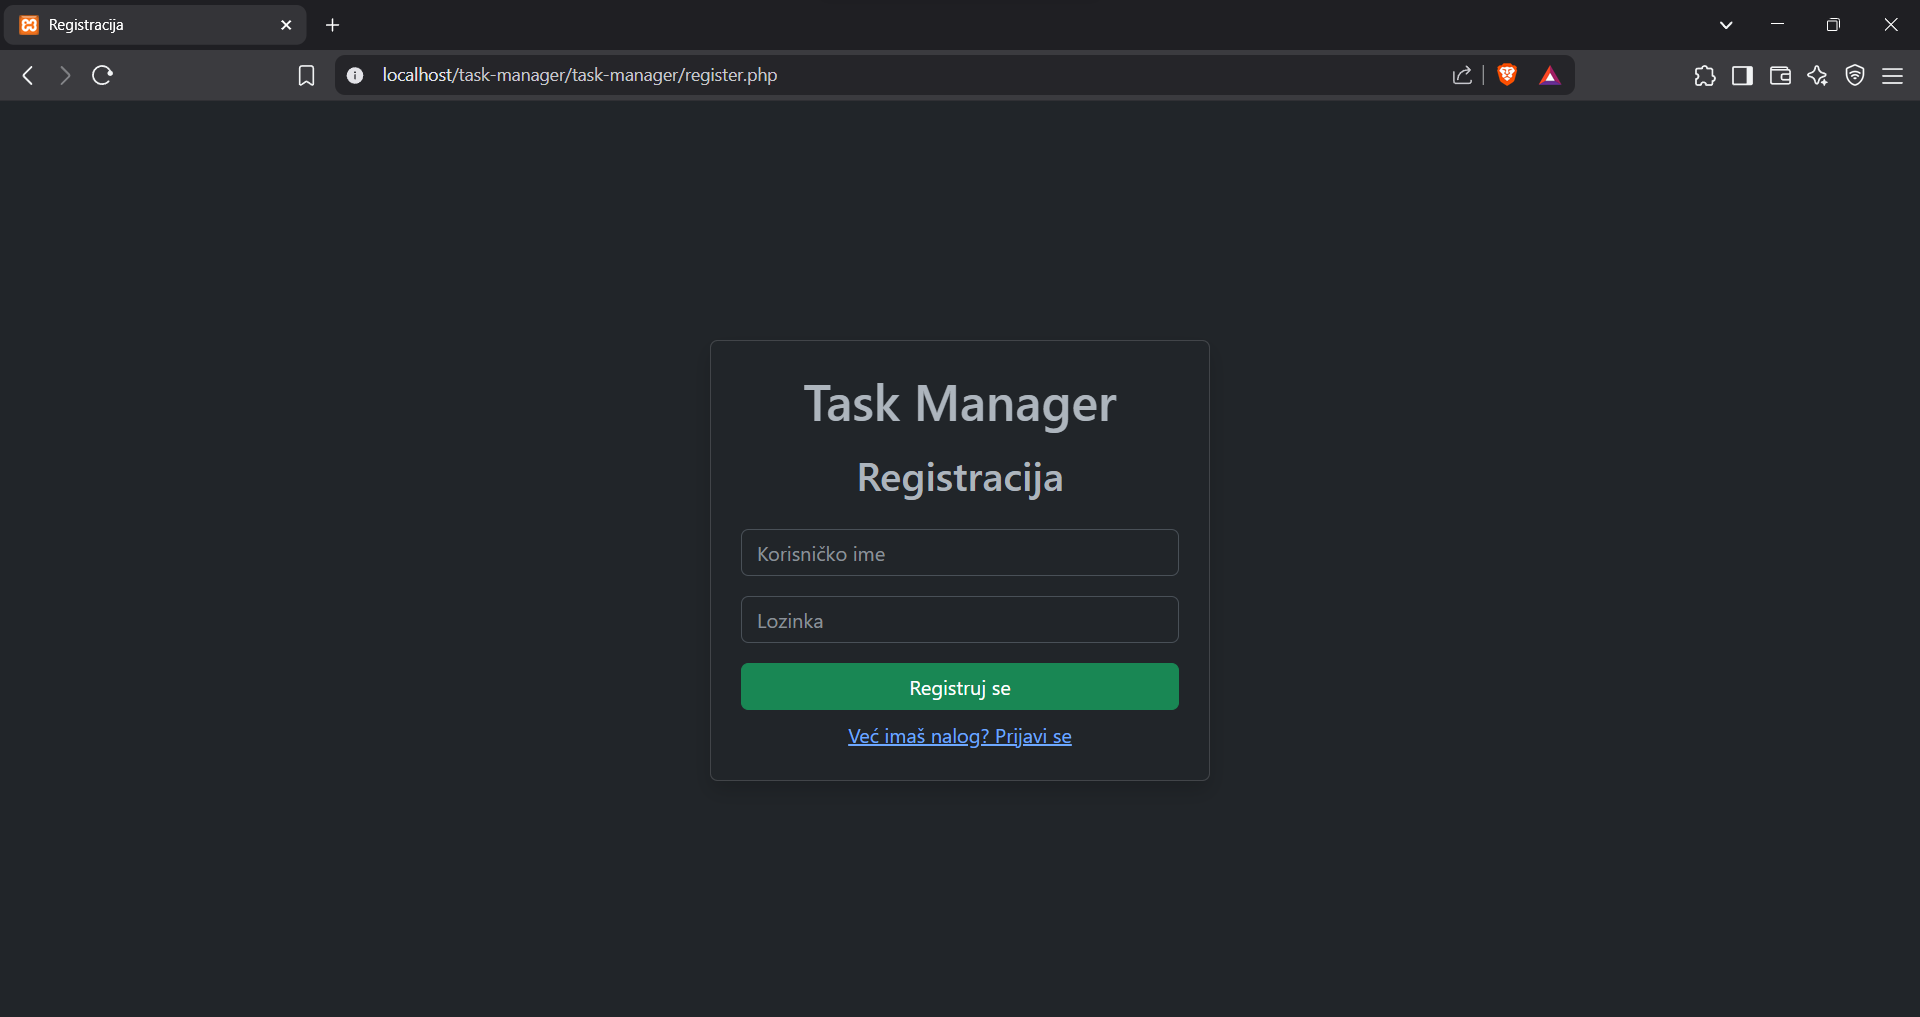 Registracija
localhost/task-manager/task-manager/register.php
Task Manager
Registracija
Korisničko ime
Lozinka
Registruj se
Već imaš nalog? Prijavi se